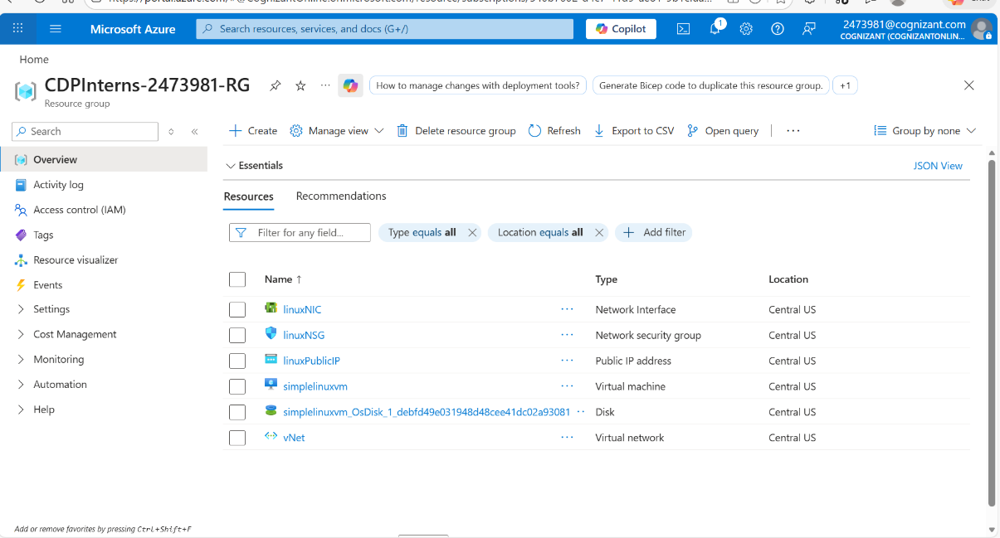 Microsoft Azure
Search resources, services, and docs (G+/)
Copilot
1
2473981@cognizant.com
COGNIZANT (COGNIZANTONLIN...
Home
CDPInterns-2473981-RG
Resource group
How to manage changes with deployment tools?
Generate Bicep code to duplicate this resource group.
+1
Search
Create
Manage view
Delete resource group
Refresh
Export to CSV
Open query
Group by none
Overview
Activity log
Access control (IAM)
Tags
Resource visualizer
Events
Settings
Cost Management
Monitoring
Automation
Help
Essentials
JSON View
Resources
Recommendations
Filter for any field...
Type equals all
Location equals all
Add filter
Name ↑ Type Location
linuxNIC ··· Network Interface Central US
linuxNSG ··· Network security group Central US
linuxPublicIP ··· Public IP address Central US
simplelinuxvm ··· Virtual machine Central US
simplelinuxvm_OsDisk_1_debfd49e031948d48cee41dc02a93081 ·· Disk Central US
vNet ··· Virtual network Central US
Add or remove favorites by pressing Ctrl+Shift+F